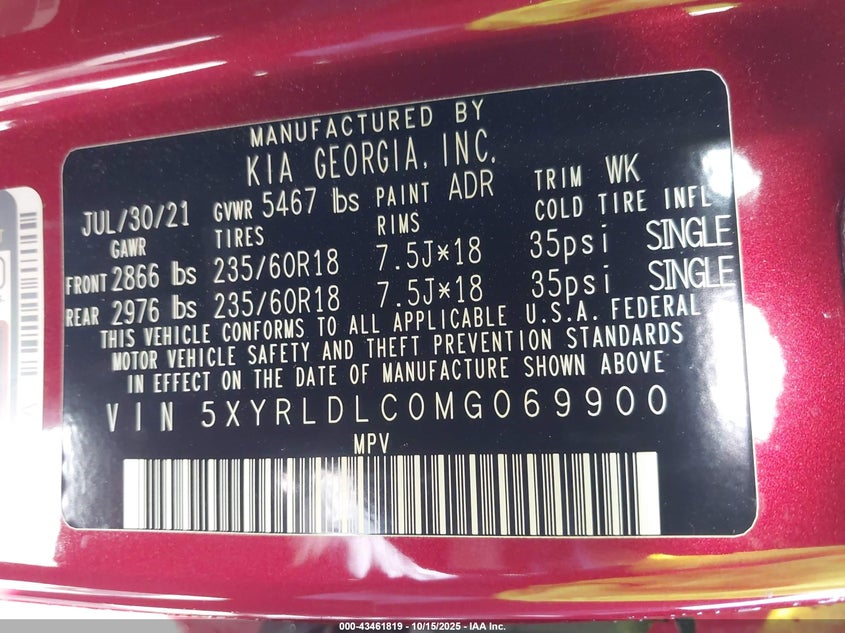 MANUFACTURED BY
KIA GEORGIA, INC.
JUL/30/21 GVWR 5467 lbs PAINT ADR TRIM WK
GAWR TIRES RIMS COLD TIRE INFL
FRONT 2866 lbs 235/60R18 7.5J*18 35psi SINGLE
REAR 2976 lbs 235/60R18 7.5J*18 35psi SINGLE
THIS VEHICLE CONFORMS TO ALL APPLICABLE U.S.A. FEDERAL
MOTOR VEHICLE SAFETY AND THEFT PREVENTION STANDARDS
IN EFFECT ON THE DATE OF MANUFACTURE SHOWN ABOVE
VIN 5XYRLDLC0MG069900
MPV
000-43461819 - 10/15/2025 - IAA Inc.